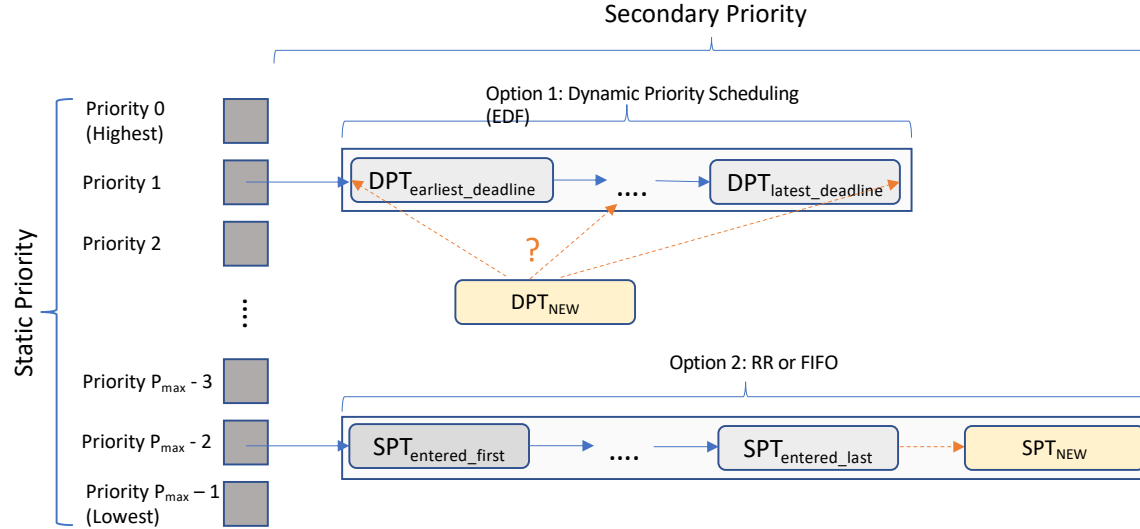 Secondary Priority
Static Priority
Priority 0
(Highest)
Priority 1
Priority 2
....
Priority Pmax - 3
Priority Pmax - 2
Priority Pmax – 1
(Lowest)
Option 1: Dynamic Priority Scheduling
(EDF)
DPTearliest_deadline
....
DPTlatest_deadline
?
DPTNEW
Option 2: RR or FIFO
SPTentered_first
....
SPTentered_last
SPTNEW